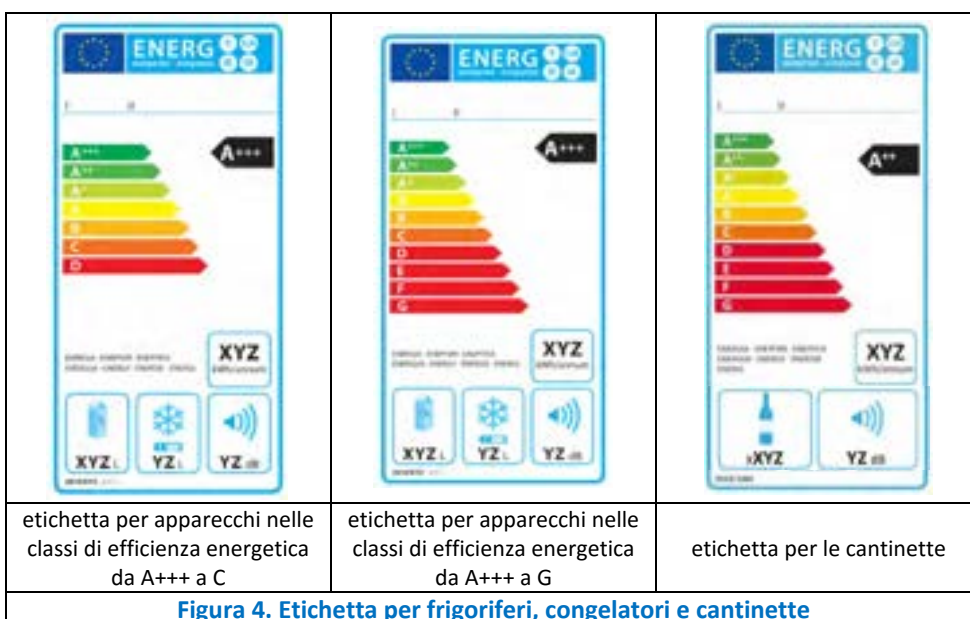 ENERG
A+++
A++
A+
A
B
C
D
A+++
XYZ
XYZ L
YZ L
YZ dB
ENERG
A+++
A++
A+
B
C
D
E
F
G
A+++
XYZ
XYZ L
YZ L
YZ dB
ENERG
A+++
A++
A+
A
B
C
D
E
F
G
A++
XYZ
xXYZ
YZ dB
etichetta per apparecchi nelle
classi di efficienza energetica
da A+++ a C
etichetta per apparecchi nelle
classi di efficienza energetica
da A+++ a G
etichetta per le cantinette
Figura 4. Etichetta per frigoriferi, congelatori e cantinette